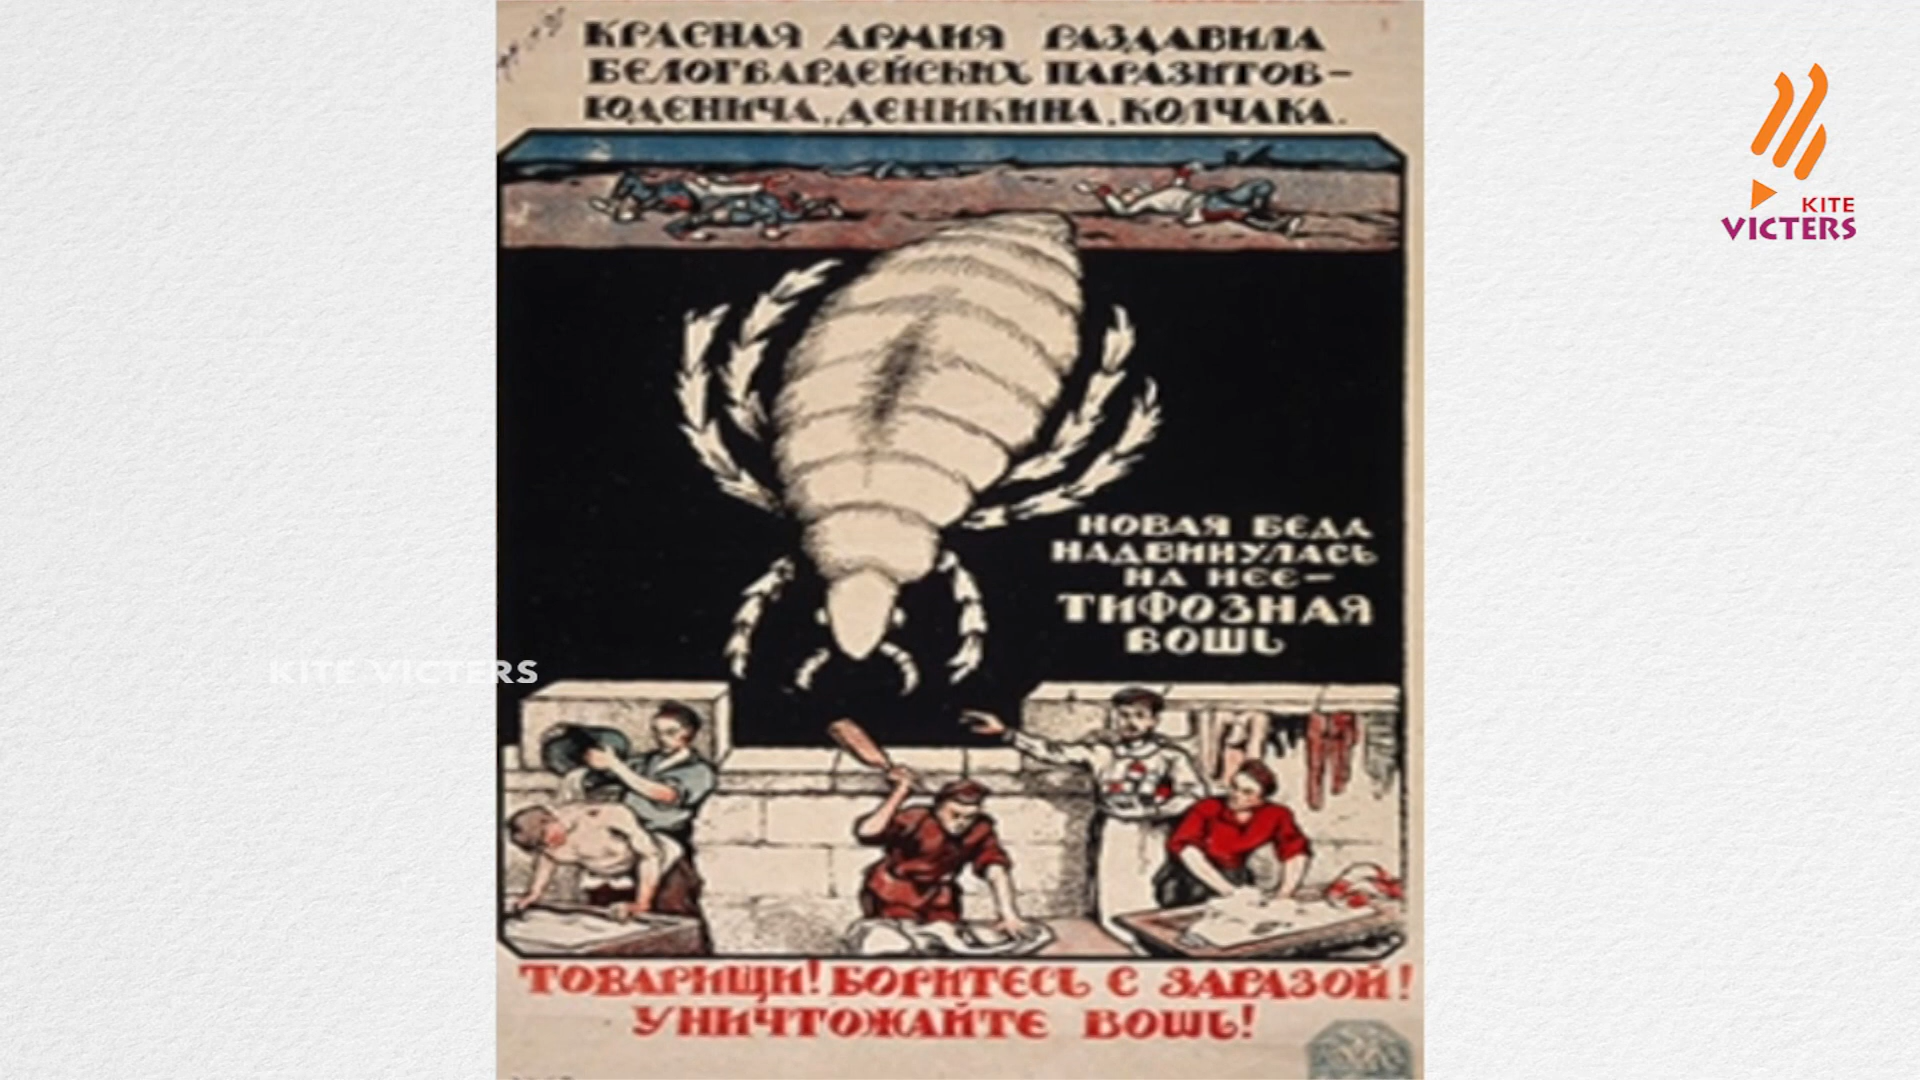 КРАСНАЯ АРМИЯ РАЗДАВИЛА
БЕЛОГВАРДЕЙСКИХ ПАРАЗИТОВ–
ЮДЕНИЧА, ДЕНИКИНА, КОЛЧАКА.
KITE
VICTERS
НОВАЯ БЕДА
НАДВИНУЛАСЬ
НА НЕЕ–
ТИФОЗНАЯ
ВОШЬ
KITE VICTERS
ТОВАРИЩИ! БОРИТЕСЬ С ЗАРАЗОЙ!
УНИЧТОЖАЙТЕ ВОШЬ!